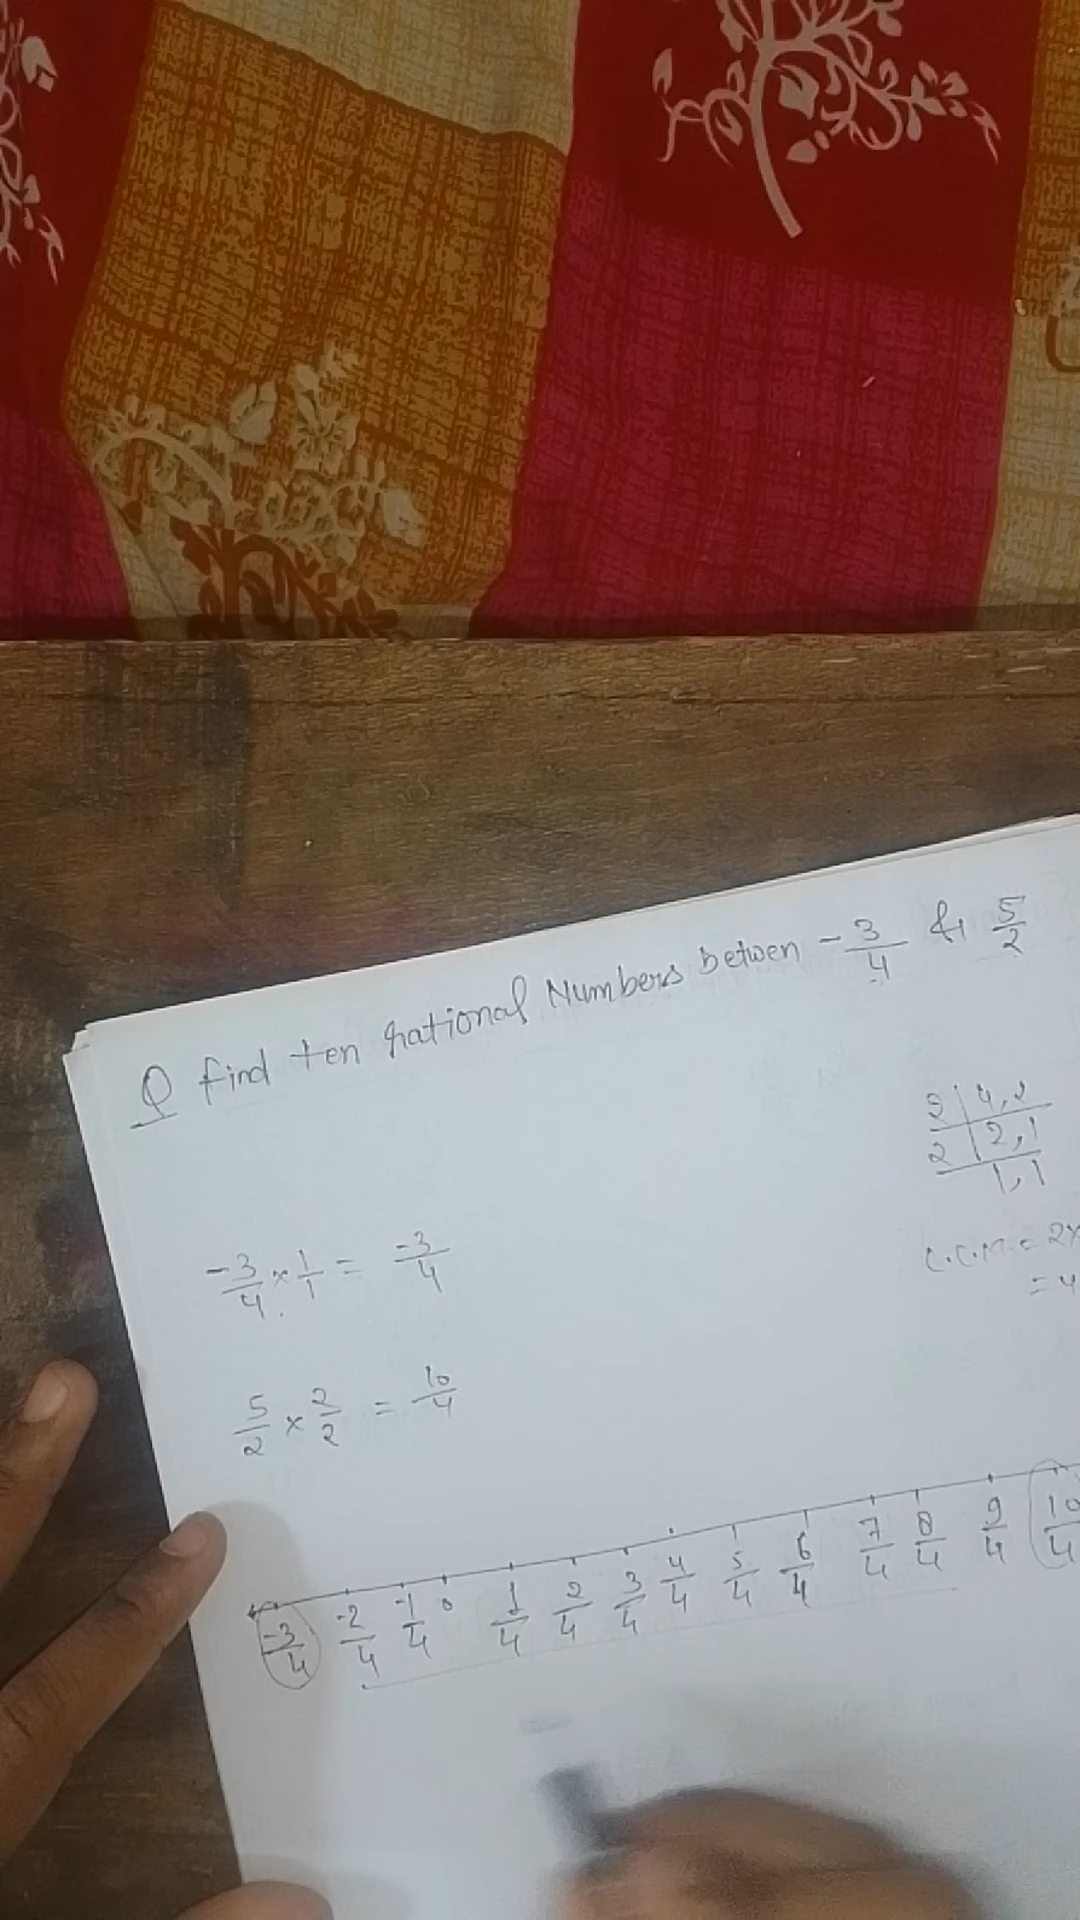 Q find ten rational Numbers betwen -3/4 & 5/2
2 | 4, 2
2 | 2, 1
1, 1
L.C.M. = 2×
= 4
-3/4 × 1/1 = -3/4
5/2 × 2/2 = 10/4
-3/4 -2/4 -1/4 0 1/4 2/4 3/4 4/4 5/4 6/4 7/4 8/4 9/4 10/4